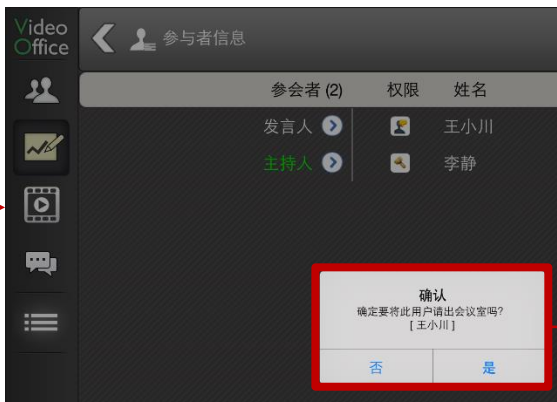 Video
Office
参与者信息
参会者 (2) 权限 姓名
发言人 王小川
主持人 李静
确认
确定要将此用户请出会议室吗?
[ 王小川 ]
否 是